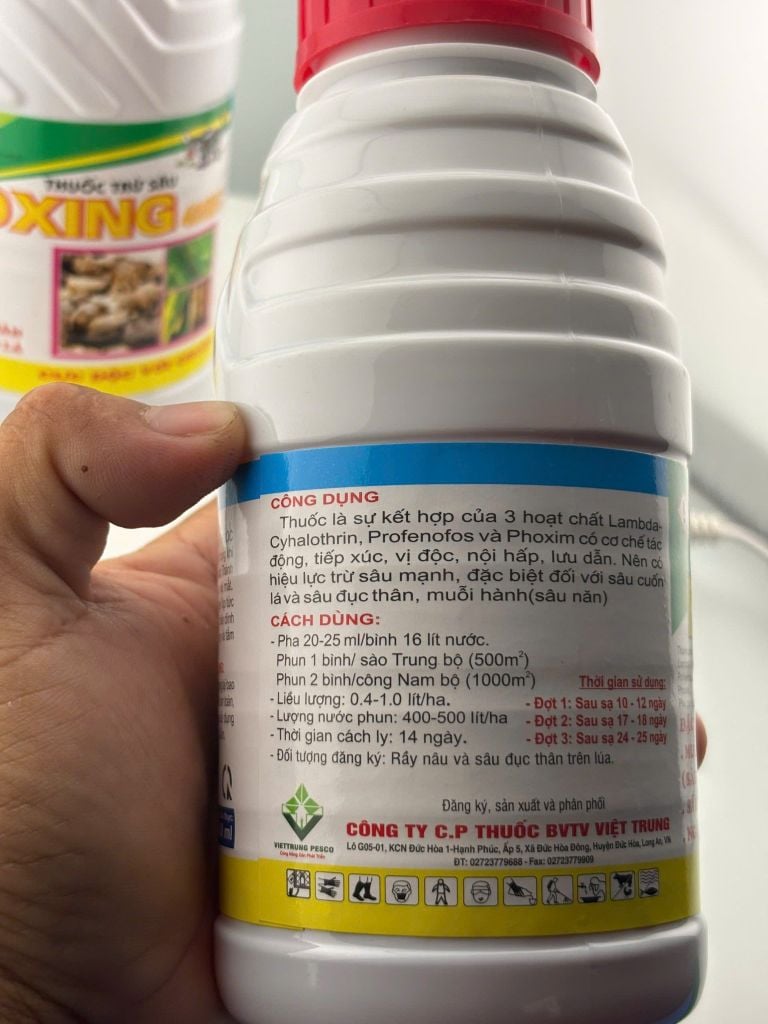 THUỐC TRỪ SÂU
OXING
CÔNG DỤNG
Thuốc là sự kết hợp của 3 hoạt chất Lambda-
Cyhalothrin, Profenofos và Phoxim có cơ chế tác
động, tiếp xúc, vị độc, nội hấp, lưu dẫn. Nên có
hiệu lực trừ sâu mạnh, đặc biệt đối với sâu cuốn
lá và sâu đục thân, muỗi hành(sâu năn)
CÁCH DÙNG:
- Pha 20-25 ml/bình 16 lít nước.
Phun 1 bình/ sào Trung bộ (500m²)
Phun 2 bình/công Nam bộ (1000m²)
- Liều lượng: 0.4-1.0 lít/ha.
- Lượng nước phun: 400-500 lít/ha
- Thời gian cách ly: 14 ngày.
- Đối tượng đăng ký: Rầy nâu và sâu đục thân trên lúa.
Thời gian sử dụng:
- Đợt 1: Sau sạ 10 - 12 ngày
- Đợt 2: Sau sạ 17 - 18 ngày
- Đợt 3: Sau sạ 24 - 25 ngày
Đăng ký, sản xuất và phân phối
CÔNG TY C.P THUỐC BVTV VIỆT TRUNG
Lô G05-01, KCN Đức Hòa 1-Hạnh Phúc, Ấp 5, Xã Đức Hòa Đông, Huyện Đức Hòa, Long An, VN
ĐT: 02723779688 - Fax: 02723779909
VIETTRUNG PESCO